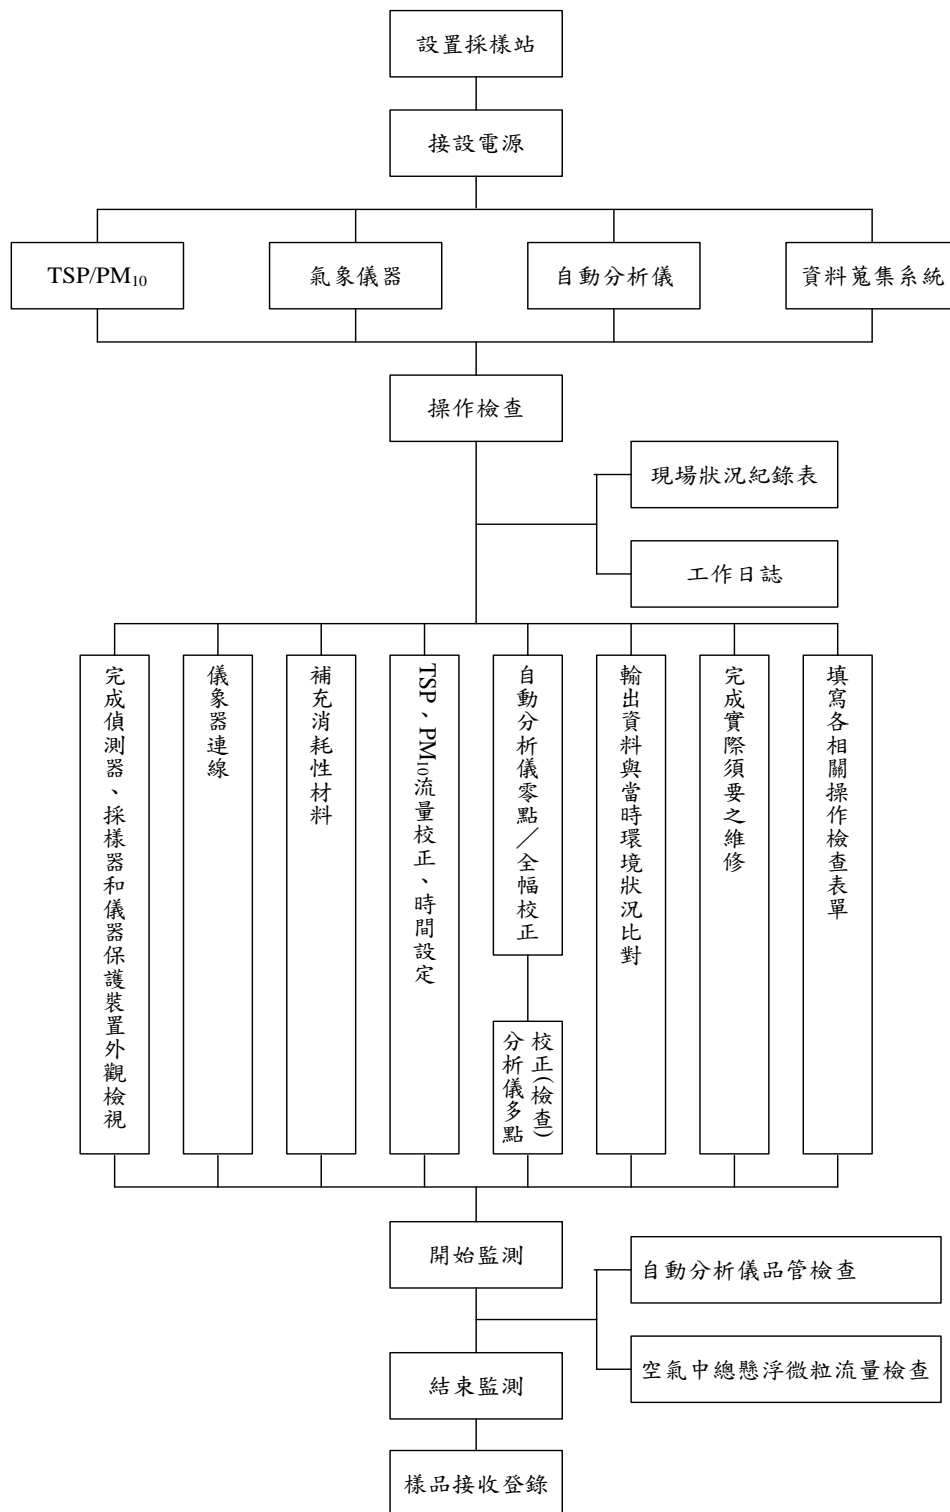 設置採樣站
接設電源
TSP/PM₁₀
氣象儀器
自動分析儀
資料蒐集系統
操作檢查
現場狀況紀錄表
工作日誌
完成偵測器、採樣器和儀器保護裝置外觀檢視
儀象器連線
補充消耗性材料
TSP、PM₁₀流量校正、時間設定
自動分析儀零點／全幅校正
校正(檢查)
分析儀多點
輸出資料與當時環境狀況比對
完成實際須要之維修
填寫各相關操作檢查表單
開始監測
自動分析儀品管檢查
空氣中總懸浮微粒流量檢查
結束監測
樣品接收登錄